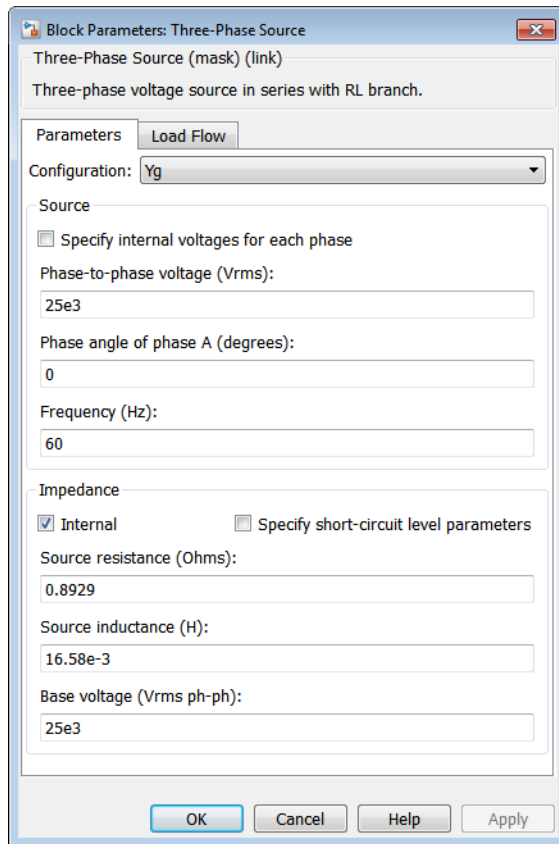 Block Parameters: Three-Phase Source
Three-Phase Source (mask) (link)
Three-phase voltage source in series with RL branch.
Parameters
Load Flow
Configuration: Yg
Source
Specify internal voltages for each phase
Phase-to-phase voltage (Vrms):
25e3
Phase angle of phase A (degrees):
0
Frequency (Hz):
60
Impedance
Internal
Specify short-circuit level parameters
Source resistance (Ohms):
0.8929
Source inductance (H):
16.58e-3
Base voltage (Vrms ph-ph):
25e3
OK
Cancel
Help
Apply